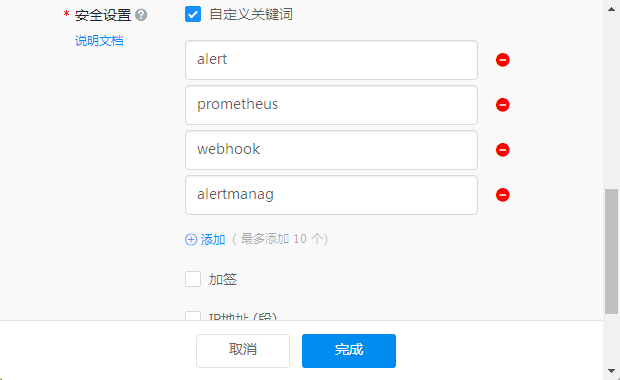 * 安全设置 ?
自定义关键词
说明文档
alert
prometheus
webhook
alertmanag
添加 ( 最多添加 10 个)
加签
IP地址 (段)
取消
完成